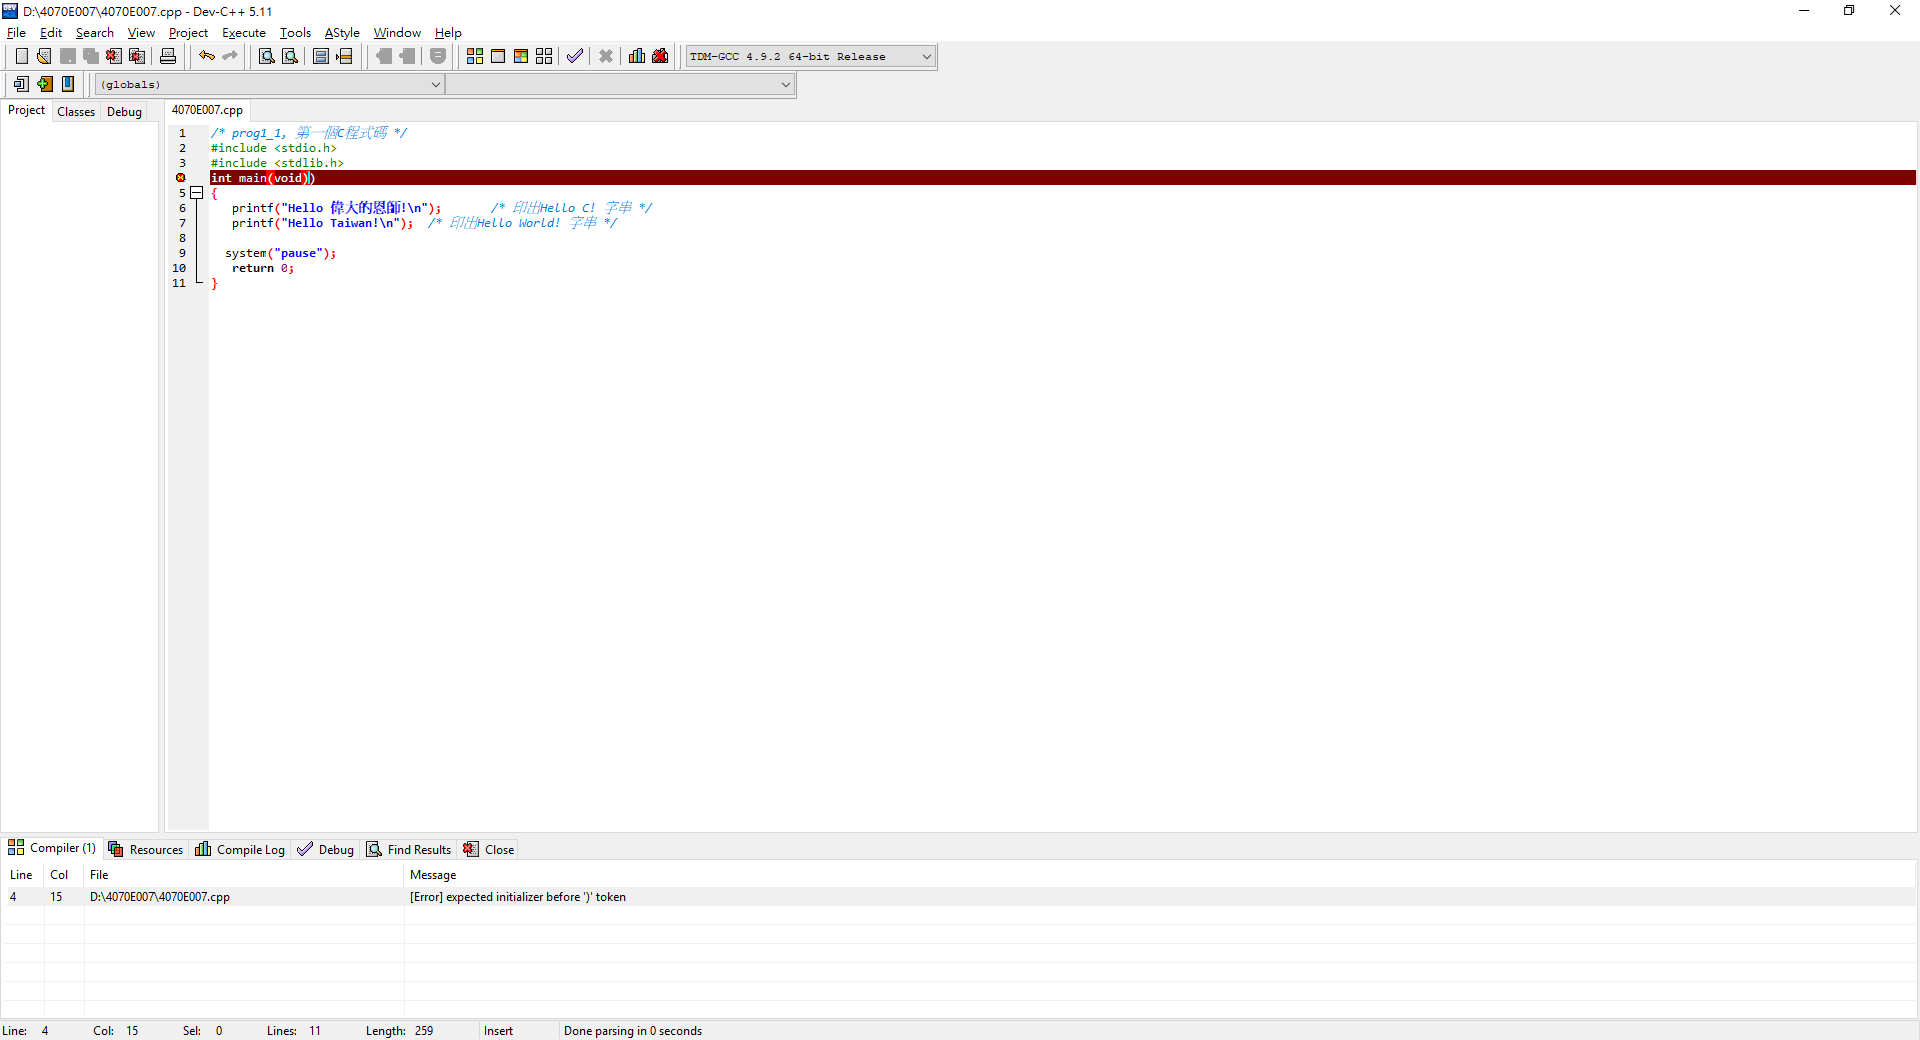 D:\4070E007\4070E007.cpp - Dev-C++ 5.11
File Edit Search View Project Execute Tools AStyle Window Help
TDM-GCC 4.9.2 64-bit Release
(globals)
Project Classes Debug
4070E007.cpp
1 /* prog1_1, 第一個C程式碼 */
2 #include <stdio.h>
3 #include <stdlib.h>
int main(void))
5 {
6 printf("Hello 偉大的恩師!\n"); /* 印出Hello C! 字串 */
7 printf("Hello Taiwan!\n"); /* 印出Hello World! 字串 */
8
9 system("pause");
10 return 0;
11 }
Compiler (1) Resources Compile Log Debug Find Results Close
Line Col File Message
4 15 D:\4070E007\4070E007.cpp [Error] expected initializer before ')' token
Line: 4 Col: 15 Sel: 0 Lines: 11 Length: 259 Insert Done parsing in 0 seconds